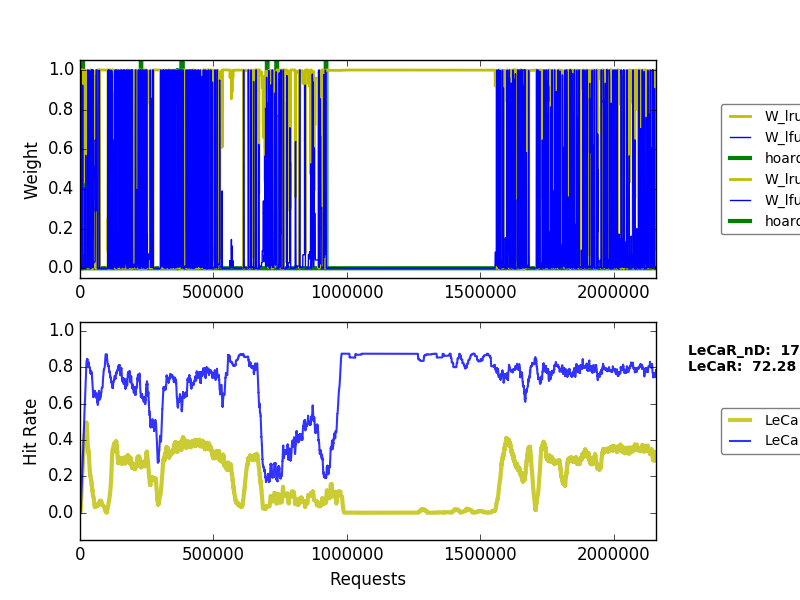 1.0
0.8
0.6
0.4
0.2
0.0
Weight
0 500000 1000000 1500000 2000000
W_lru
W_lfu
hoard
W_lru
W_lfu
hoard
1.0
0.8
0.6
0.4
0.2
0.0
Hit Rate
0 500000 1000000 1500000 2000000
Requests
LeCaR_nD: 17
LeCaR: 72.28
LeCa
LeCa